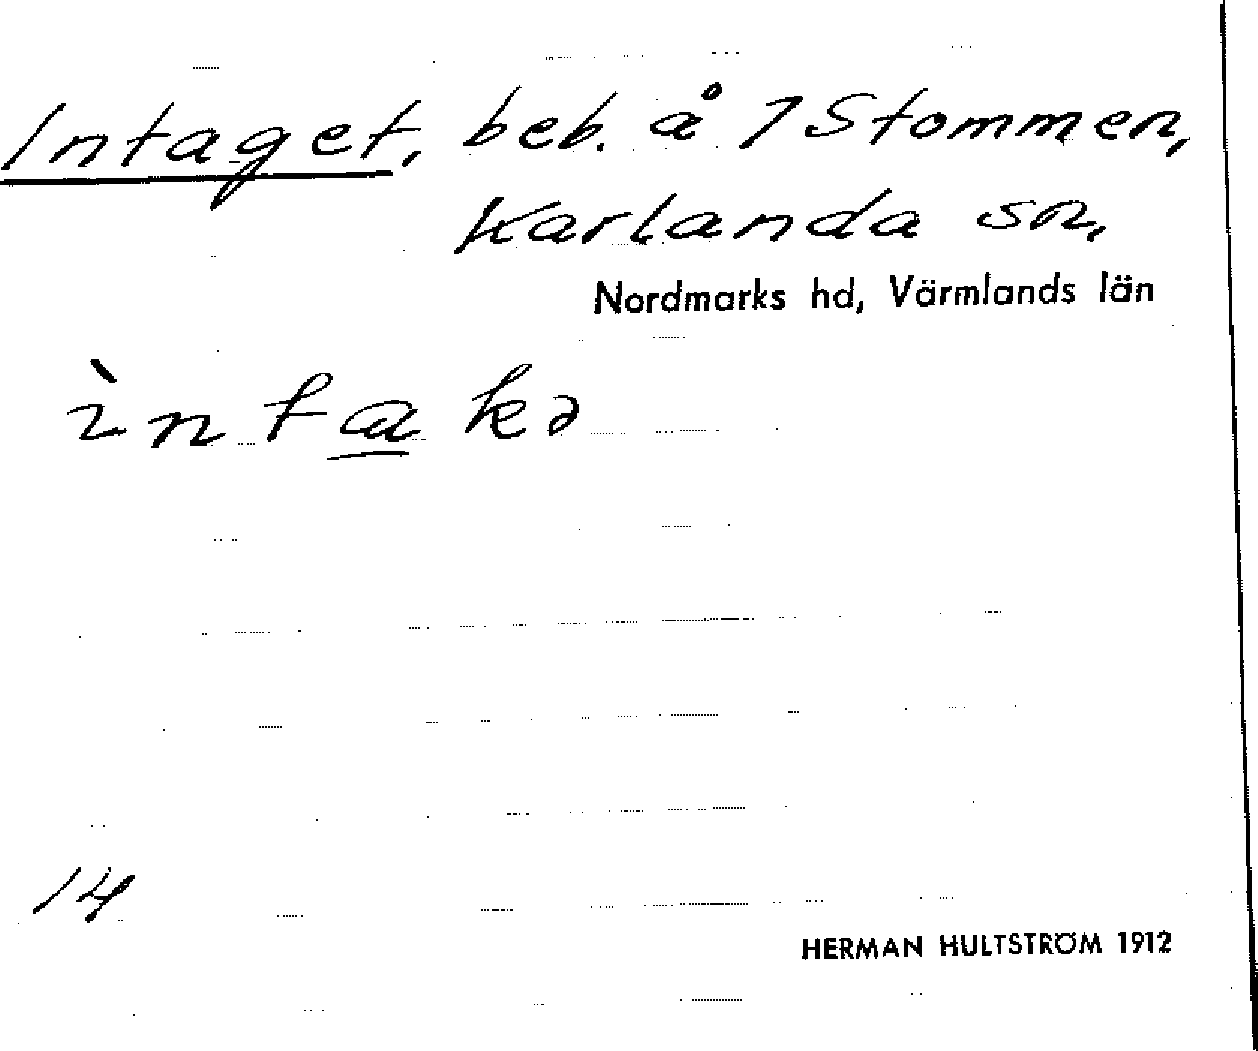 Intaget, beb. å 1 Stommen,
Karlanda sn,
Nordmarks hd, Värmlands län
ìntakə
14
HERMAN HULTSTRÖM 1912